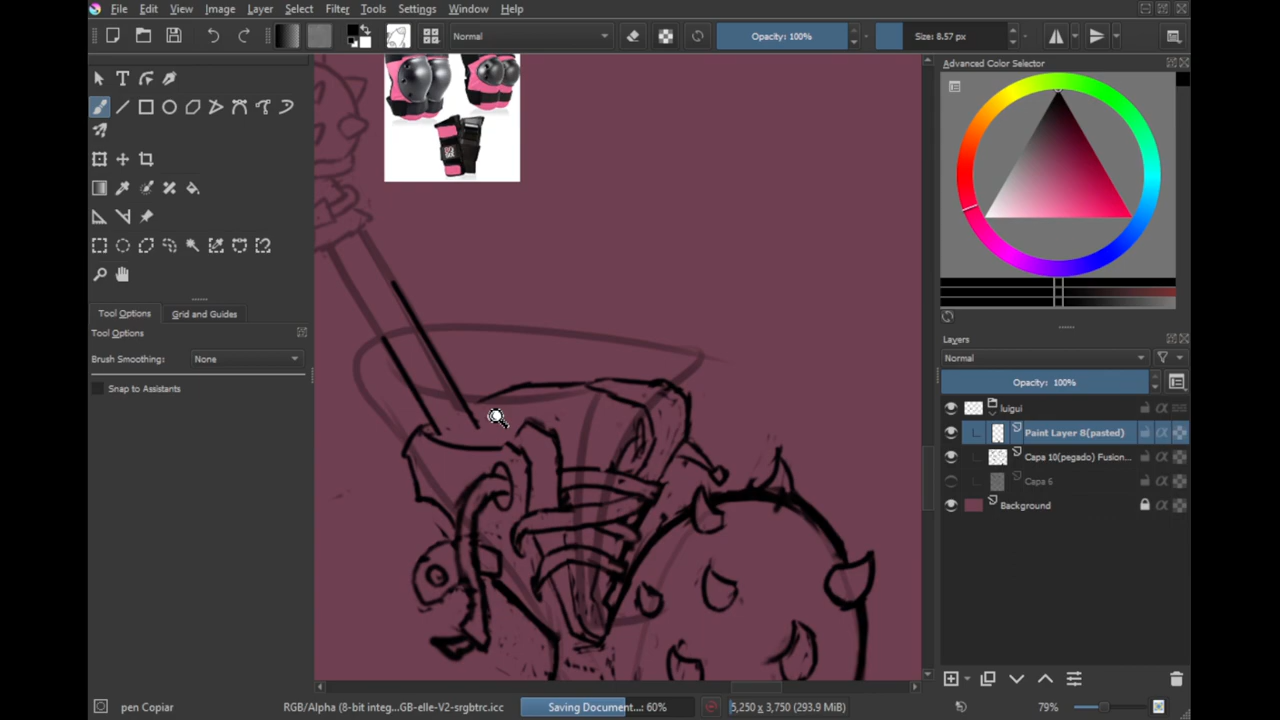 File Edit View Image Layer Select Filter Tools Settings Window Help
Normal
Opacity: 100%
Size: 8.57 px
Advanced Color Selector
Tool Options
Grid and Guides
Tool Options
Brush Smoothing: None
Snap to Assistants
Layers
Normal
Opacity: 100%
luigui
Paint Layer 8(pasted)
Capa 10(pegado) Fusion...
Capa 6
Background
pen Copiar
RGB/Alpha (8-bit integ...GB-elle-V2-srgbtrc.icc
Saving Document...: 60%
5,250 x 3,750 (293.9 MiB)
79%